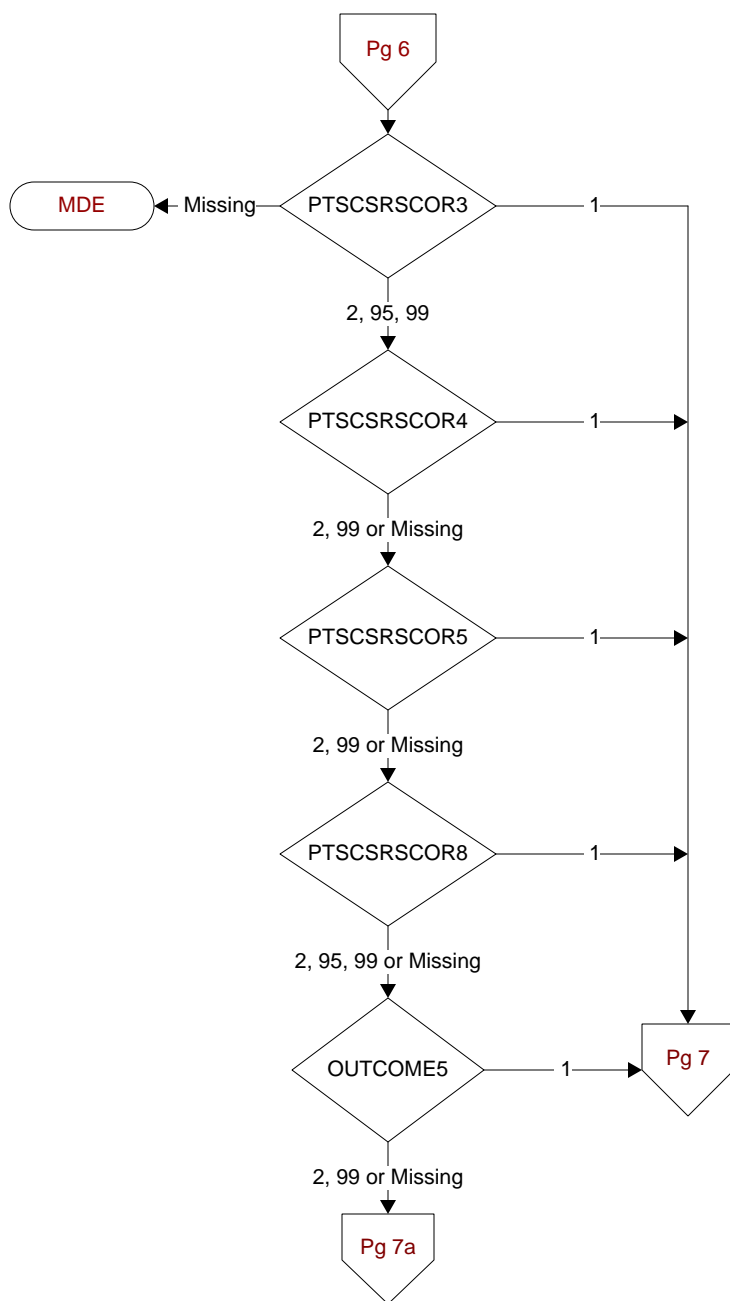 Pg 6
MDE
Missing
PTSCSRSCOR3
1
2, 95, 99
PTSCSRSCOR4
1
2, 99 or Missing
PTSCSRSCOR5
1
2, 99 or Missing
PTSCSRSCOR8
1
2, 95, 99 or Missing
OUTCOME5
1
Pg 7
2, 99 or Missing
Pg 7a